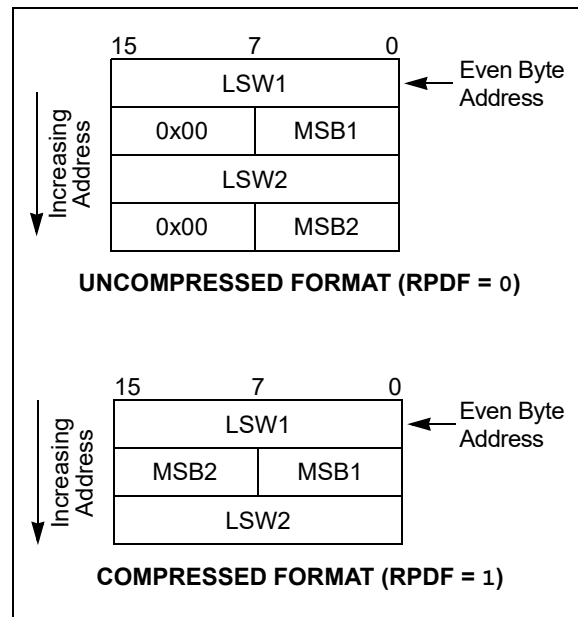 15 7 0
LSW1
Even Byte
Address
0x00 MSB1
LSW2
0x00 MSB2
Increasing
Address
UNCOMPRESSED FORMAT (RPDF = 0)
15 7 0
LSW1
Even Byte
Address
MSB2 MSB1
LSW2
Increasing
Address
COMPRESSED FORMAT (RPDF = 1)